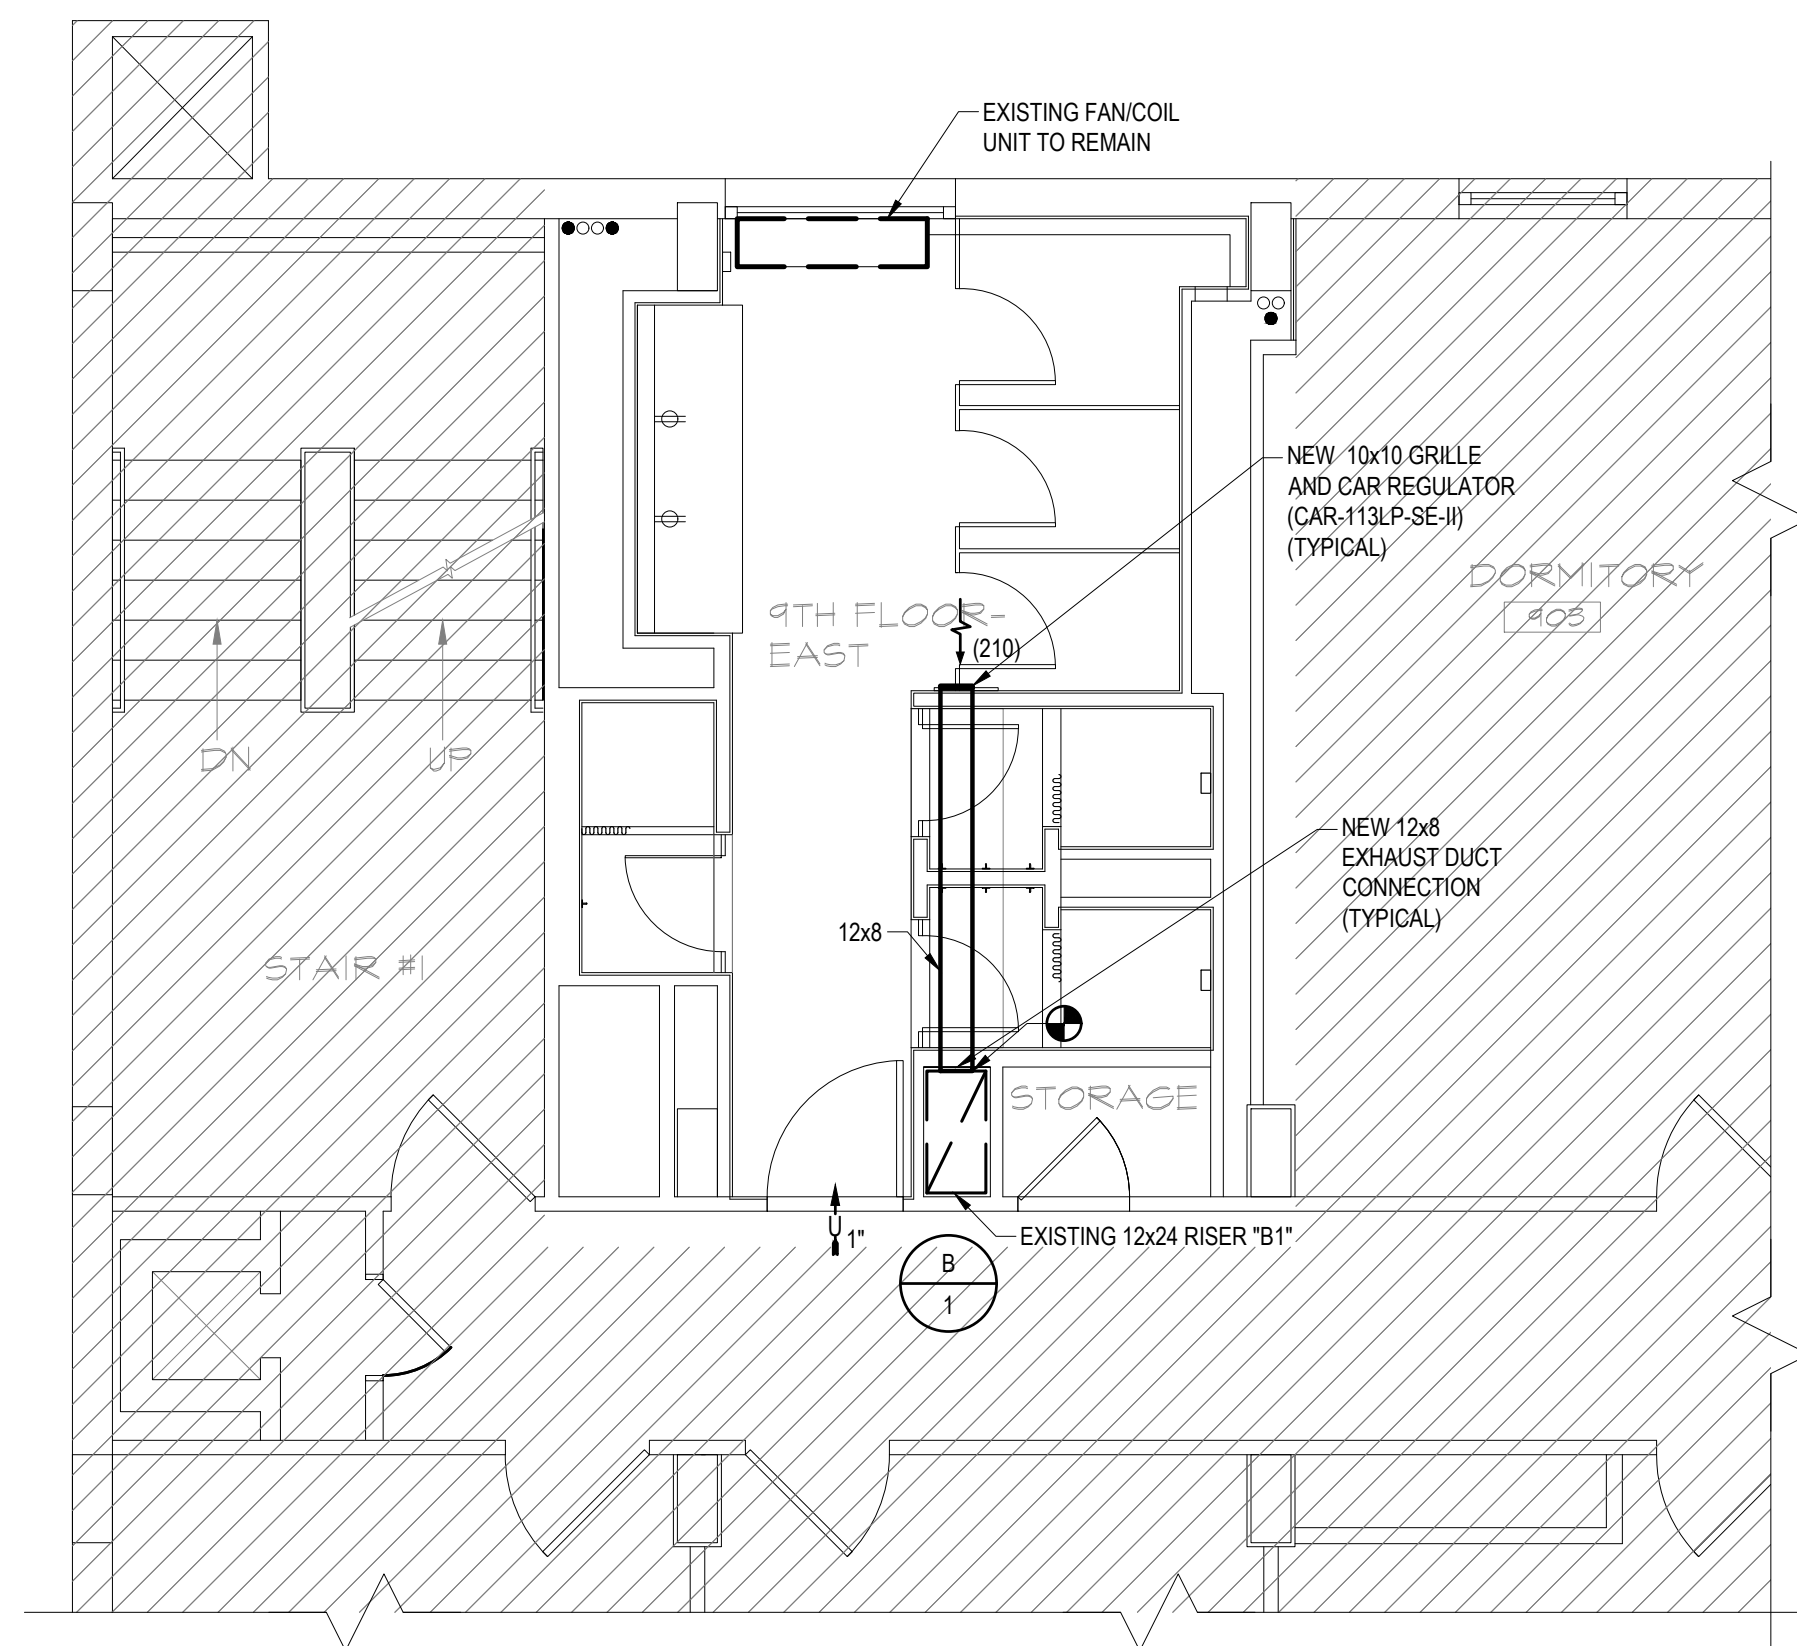 EXISTING FAN/COIL
UNIT TO REMAIN
NEW 10x10 GRILLE
AND CAR REGULATOR
(CAR-113LP-SE-II)
(TYPICAL)
DORMITORY
903
9TH FLOOR-
EAST
(210)
DN
UP
NEW 12x8
EXHAUST DUCT
CONNECTION
(TYPICAL)
12x8
STAIR #1
STORAGE
U 1"
EXISTING 12x24 RISER "B1"
B
1